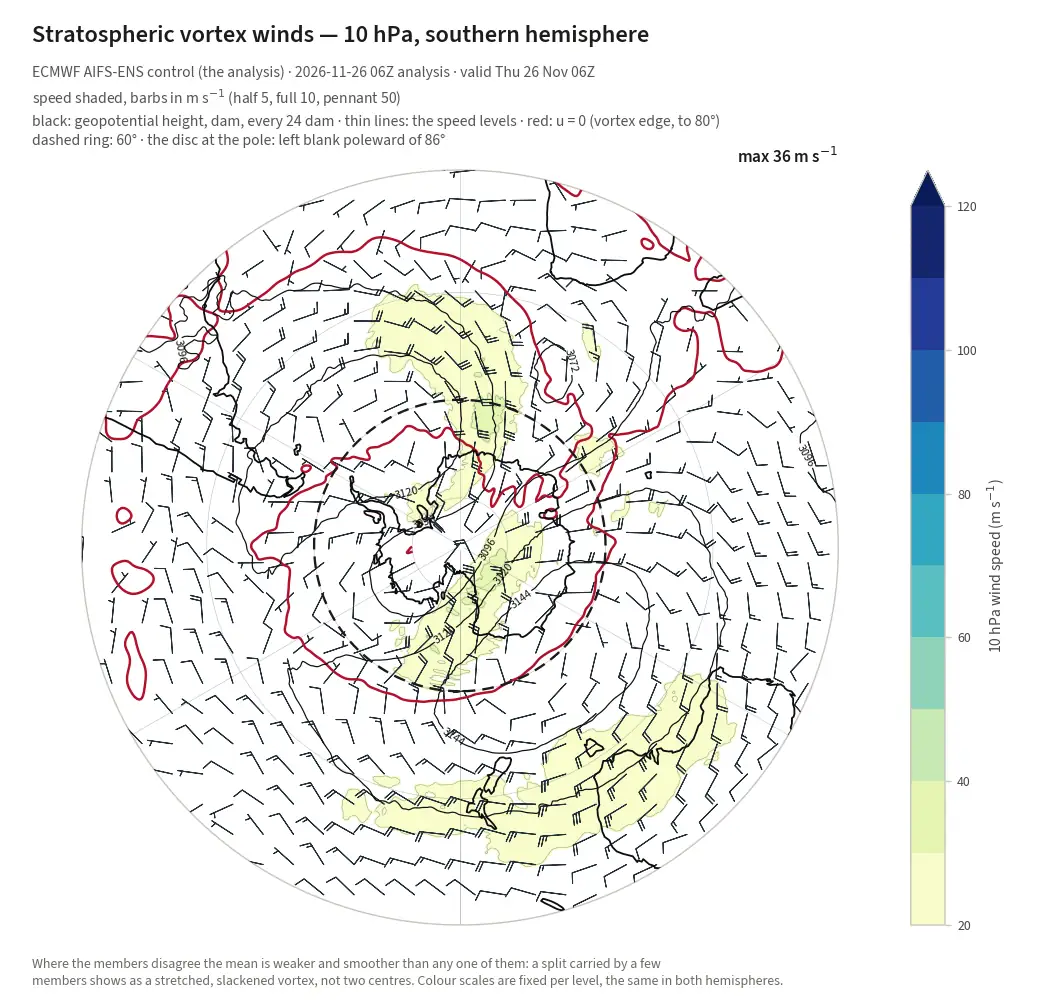 Stratospheric vortex winds — 10 hPa, southern hemisphere
ECMWF AIFS-ENS control (the analysis) · 2026-11-26 06Z analysis · valid Thu 26 Nov 06Z
speed shaded, barbs in m s⁻¹ (half 5, full 10, pennant 50)
black: geopotential height, dam, every 24 dam · thin lines: the speed levels · red: u = 0 (vortex edge, to 80°)
dashed ring: 60° · the disc at the pole: left blank poleward of 86°
max 36 m s⁻¹
120
100
80
60
40
20
10 hPa wind speed (m s⁻¹)
3096
3072
3096
3120
3096
3120
3144
3144
Where the members disagree the mean is weaker and smoother than any one of them: a split carried by a few
members shows as a stretched, slackened vortex, not two centres. Colour scales are fixed per level, the same in both hemispheres.